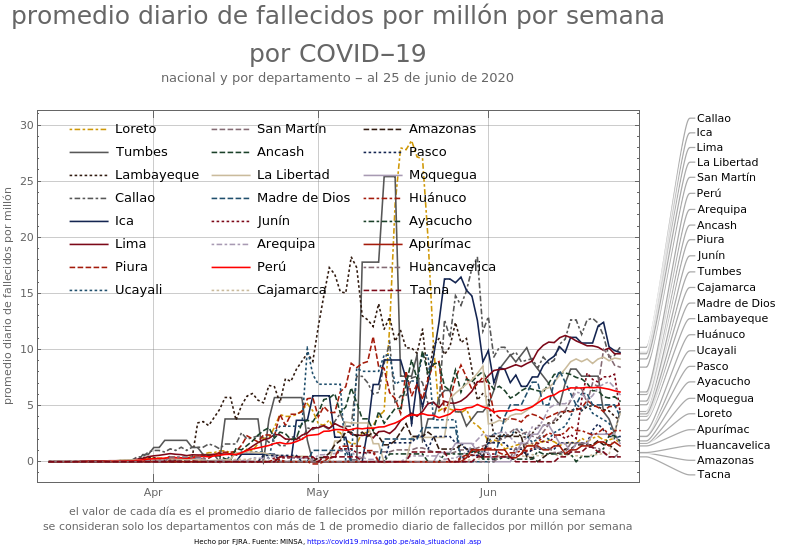 promedio diario de fallecidos por millón por semana
por COVID−19
nacional y por departamento − al 25 de junio de 2020
promedio diario de fallecidos por millón
30
25
20
15
10
5
0
Apr
May
Jun
Loreto
Tumbes
Lambayeque
Callao
Ica
Lima
Piura
Ucayali
San Martín
Ancash
La Libertad
Madre de Dios
Junín
Arequipa
Perú
Cajamarca
Amazonas
Pasco
Moquegua
Huánuco
Ayacucho
Apurímac
Huancavelica
Tacna
Callao
Ica
Lima
La Libertad
San Martín
Perú
Arequipa
Ancash
Piura
Junín
Tumbes
Cajamarca
Madre de Dios
Lambayeque
Huánuco
Ucayali
Pasco
Ayacucho
Moquegua
Loreto
Apurímac
Huancavelica
Amazonas
Tacna
el valor de cada día es el promedio diario de fallecidos por millón reportados durante una semana
se consideran solo los departamentos con más de 1 de promedio diario de fallecidos por millón por semana
Hecho por FJRA. Fuente: MINSA, https://covid19.minsa.gob.pe/sala_situacional.asp